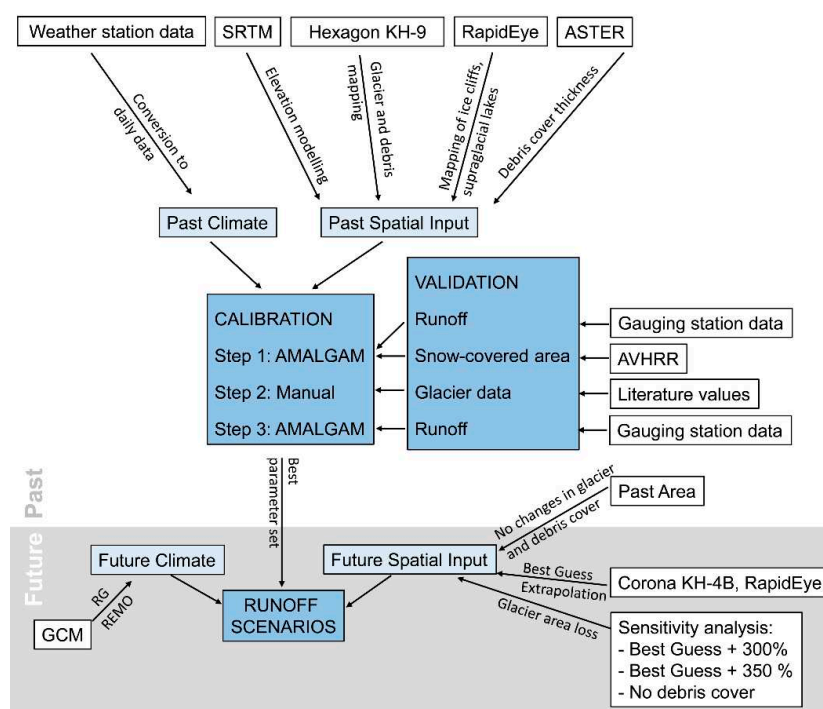 Weather station data
SRTM
Hexagon KH-9
RapidEye
ASTER
Conversion to
daily data
Elevation modelling
Glacier and debris
mapping
Mapping of ice cliffs,
supraglacial lakes
Debris cover thickness
Past Climate
Past Spatial Input
CALIBRATION
Step 1: AMALGAM
Step 2: Manual
Step 3: AMALGAM
VALIDATION
Runoff
Snow-covered area
Glacier data
Runoff
Gauging station data
AVHRR
Literature values
Gauging station data
Past
Future
Best
parameter set
No changes in glacier
and debris cover
Past Area
Future Climate
Future Spatial Input
Best Guess
Extrapolation
Corona KH-4B, RapidEye
RG
REMO
GCM
RUNOFF
SCENARIOS
Glacier area loss
Sensitivity analysis:
- Best Guess + 300%
- Best Guess + 350 %
- No debris cover